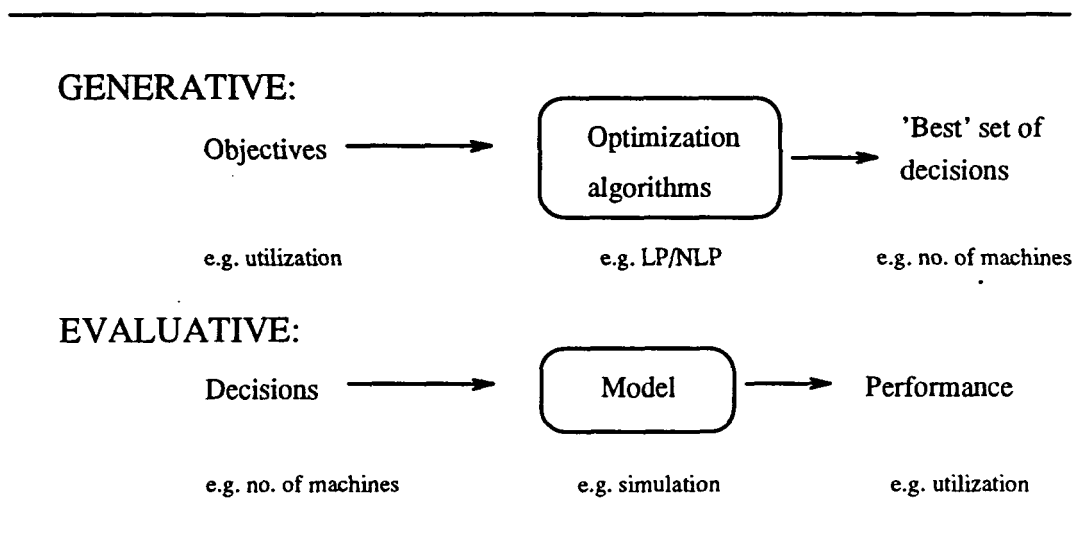 GENERATIVE:
Objectives
Optimization
algorithms
'Best' set of
decisions
e.g. utilization
e.g. LP/NLP
e.g. no. of machines
EVALUATIVE:
Decisions
Model
Performance
e.g. no. of machines
e.g. simulation
e.g. utilization